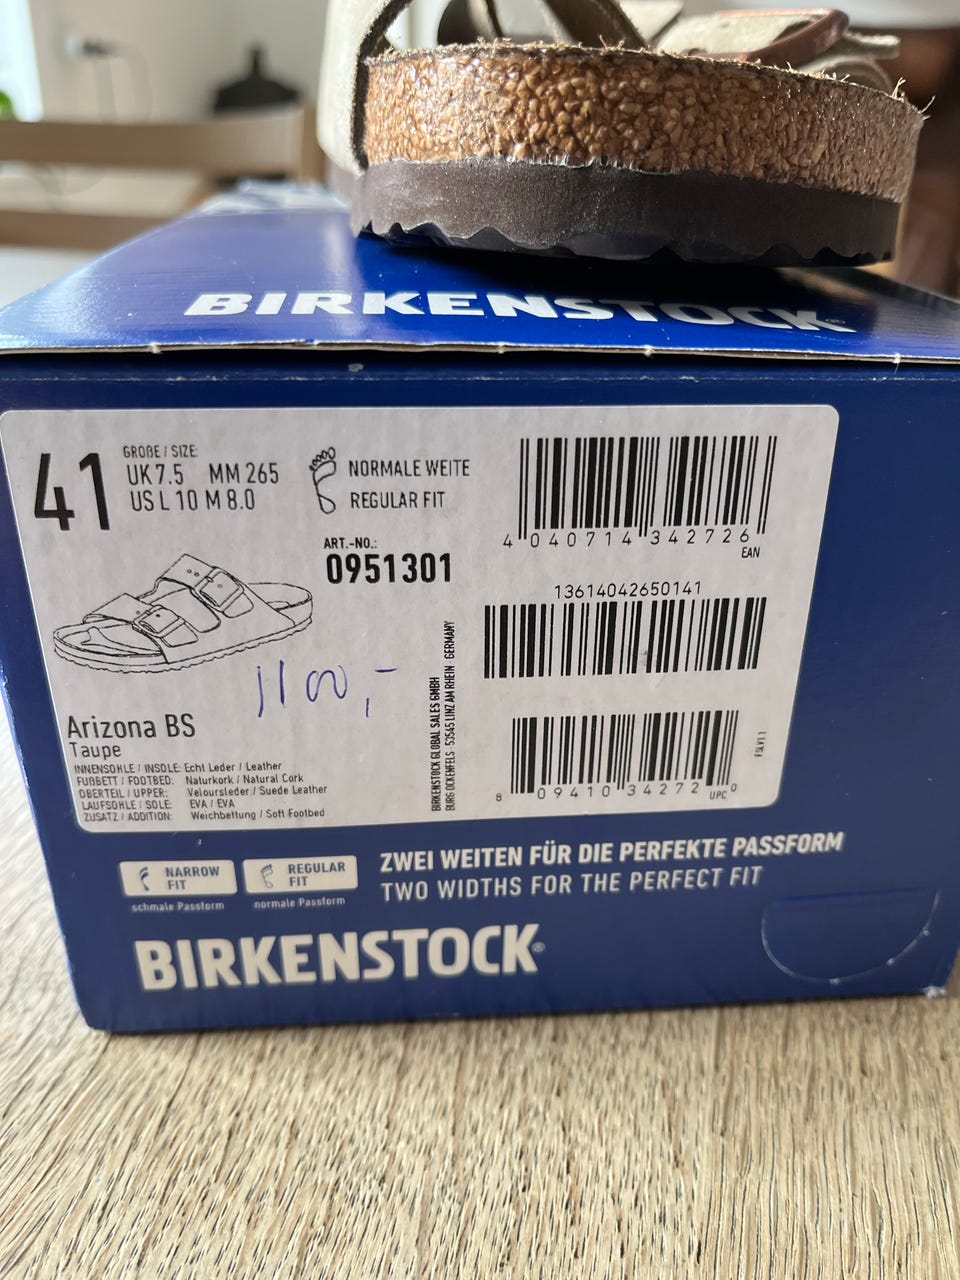 BIRKENSTOCK®
41
GRÖßE / SIZE:
UK 7.5 MM 265
US L 10 M 8.0
NORMALE WEITE
REGULAR FIT
ART.-NO.:
0951301
4 040714 342726
EAN
13614042650141
1100,-
BIRKENSTOCK GLOBAL SALES GMBH
BURG OCKENFELS · 53545 LINZ AM RHEIN · GERMANY
Arizona BS
Taupe
INNENSOHLE / INSOLE: Echt Leder / Leather
FUßBETT / FOOTBED: Naturkork / Natural Cork
OBERTEIL / UPPER: Veloursleder / Suede Leather
LAUFSOHLE / SOLE: EVA / EVA
ZUSATZ / ADDITION: Weichbettung / Soft Footbed
8 09410 34272 0
UPC
FSLV1.1
NARROW FIT
schmale Passform
REGULAR FIT
normale Passform
ZWEI WEITEN FÜR DIE PERFEKTE PASSFORM
TWO WIDTHS FOR THE PERFECT FIT
BIRKENSTOCK®